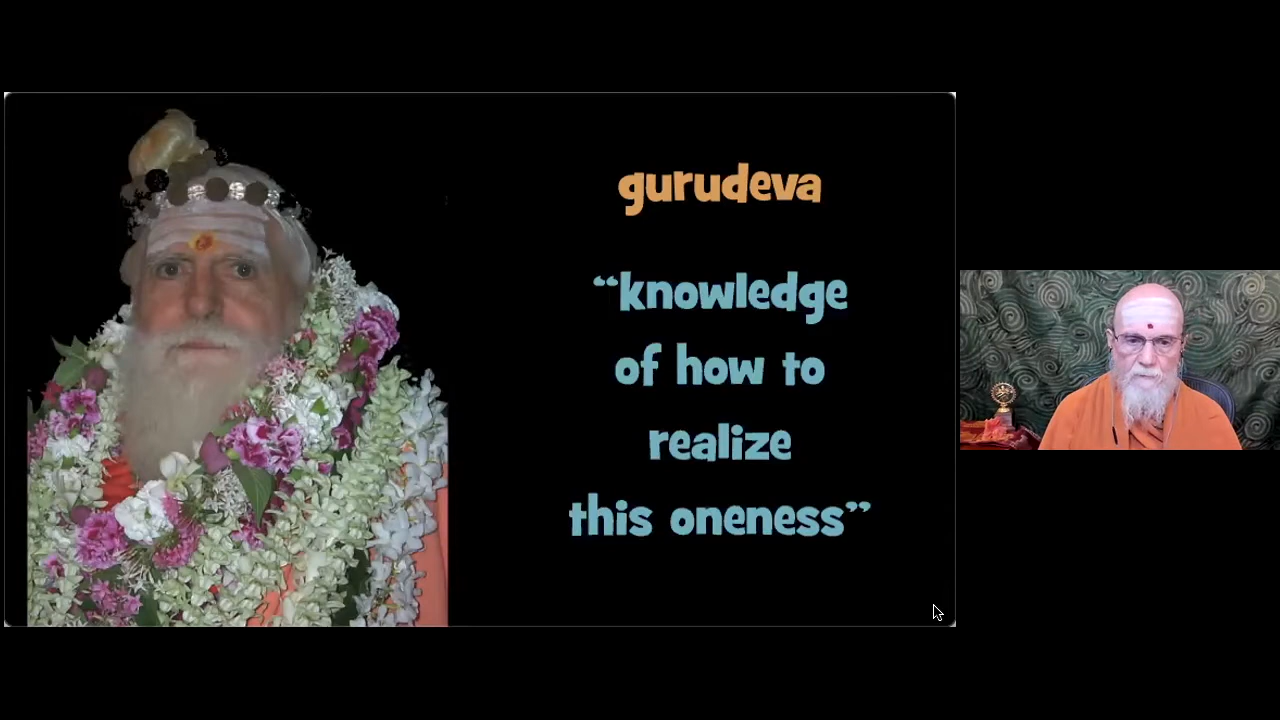 gurudeva
“knowledge
of how to
realize
this oneness”